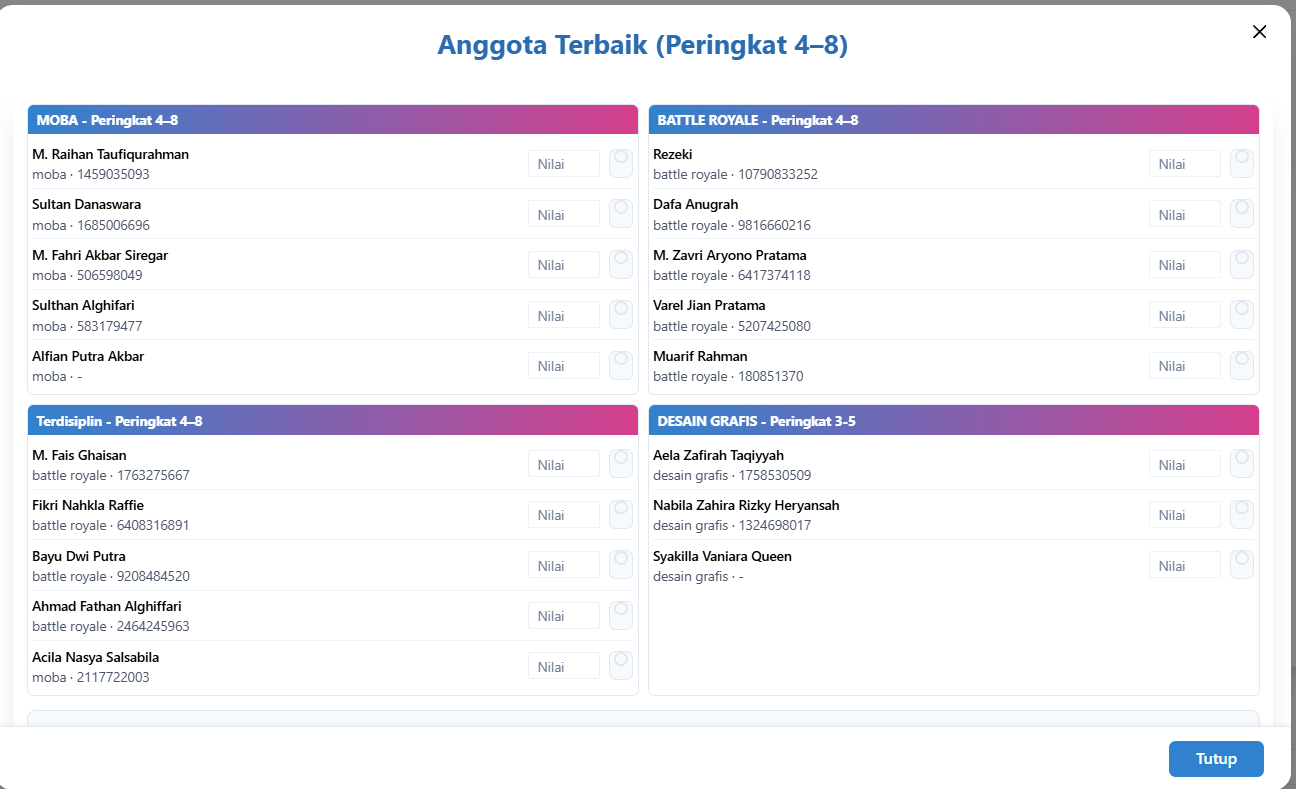 Anggota Terbaik (Peringkat 4–8)
MOBA - Peringkat 4–8
M. Raihan Taufiqurahman
Nilai
moba · 1459035093
Sultan Danaswara
Nilai
moba · 1685006696
M. Fahri Akbar Siregar
Nilai
moba · 506598049
Sulthan Alghifari
Nilai
moba · 583179477
Alfian Putra Akbar
Nilai
moba · -
BATTLE ROYALE - Peringkat 4–8
Rezeki
Nilai
battle royale · 10790833252
Dafa Anugrah
Nilai
battle royale · 9816660216
M. Zavri Aryono Pratama
Nilai
battle royale · 6417374118
Varel Jian Pratama
Nilai
battle royale · 5207425080
Muarif Rahman
Nilai
battle royale · 180851370
Terdisiplin - Peringkat 4–8
M. Fais Ghaisan
Nilai
battle royale · 1763275667
Fikri Nahkla Raffie
Nilai
battle royale · 6408316891
Bayu Dwi Putra
Nilai
battle royale · 9208484520
Ahmad Fathan Alghiffari
Nilai
battle royale · 2464245963
Acila Nasya Salsabila
Nilai
moba · 2117722003
DESAIN GRAFIS - Peringkat 3-5
Aela Zafirah Taqiyyah
Nilai
desain grafis · 1758530509
Nabila Zahira Rizky Heryansah
Nilai
desain grafis · 1324698017
Syakilla Vaniara Queen
Nilai
desain grafis · -
Tutup